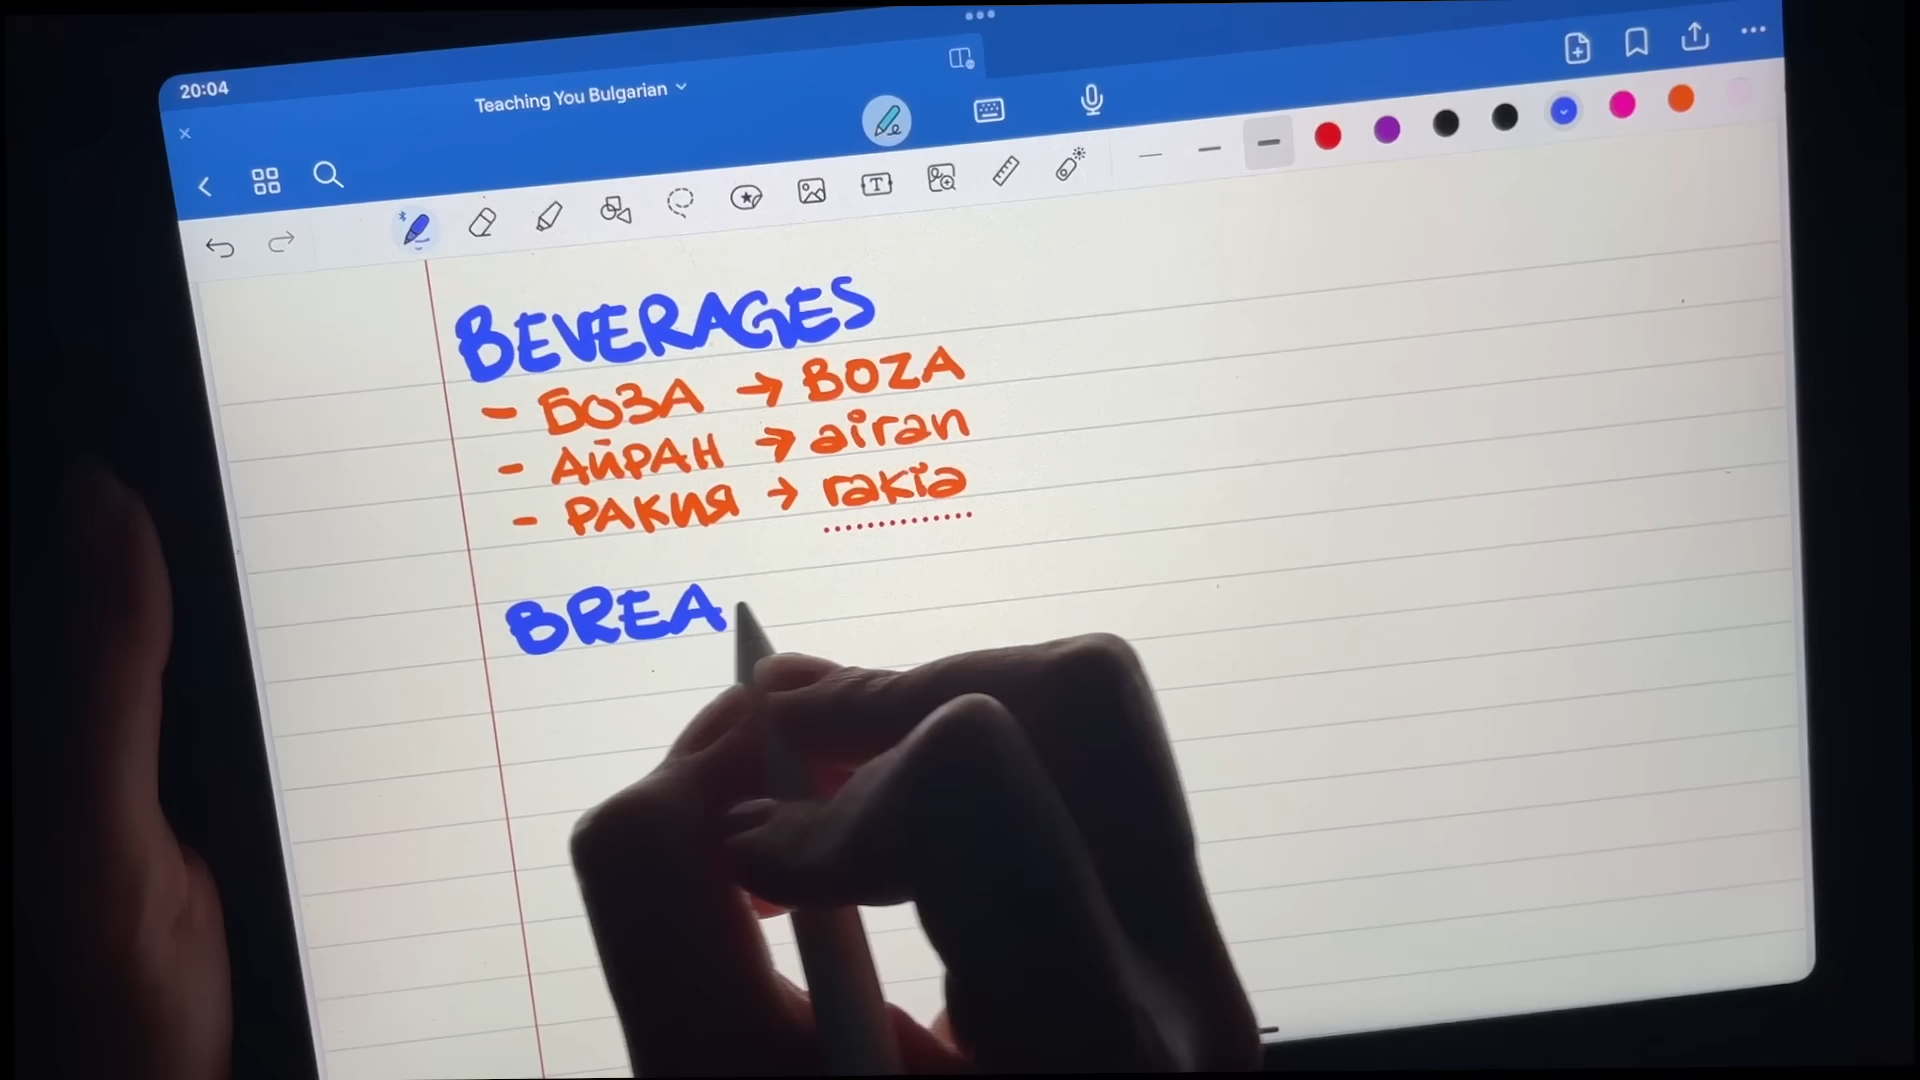 20:04
Teaching You Bulgarian
BEVERAGES
- БОЗА → BOZA
- АЙРАН → airan
- РАКИЯ → rakia
BREA